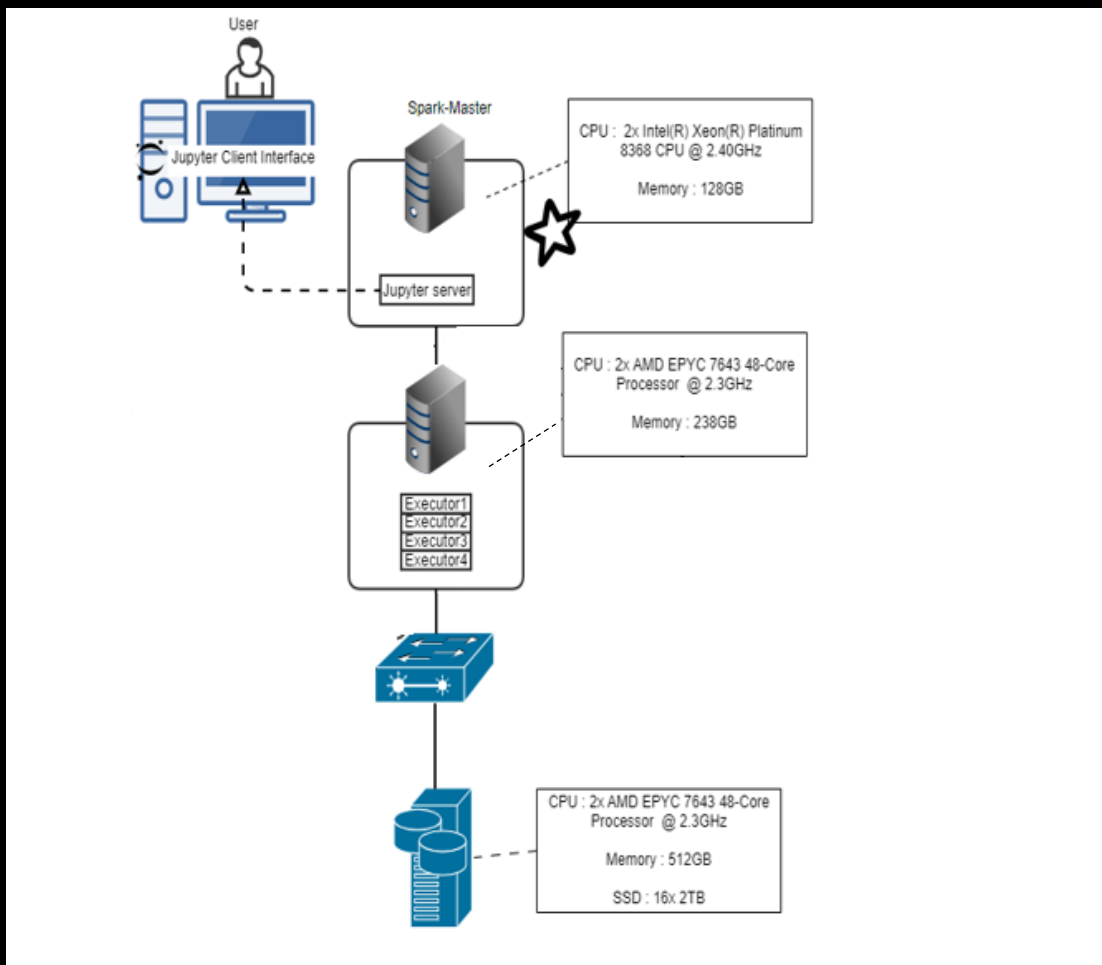 User
Jupyter Client Interface
Spark-Master
CPU : 2x Intel(R) Xeon(R) Platinum
8368 CPU @ 2.40GHz
Memory : 128GB
Jupyter server
CPU : 2x AMD EPYC 7643 48-Core
Processor @ 2.3GHz
Memory : 238GB
Executor1
Executor2
Executor3
Executor4
CPU : 2x AMD EPYC 7643 48-Core
Processor @ 2.3GHz
Memory : 512GB
SSD : 16x 2TB